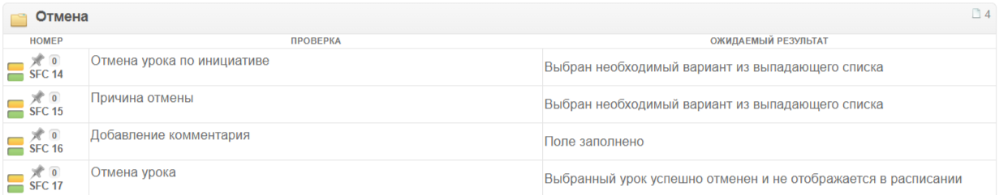 Отмена 4
НОМЕР ПРОВЕРКА ОЖИДАЕМЫЙ РЕЗУЛЬТАТ
0 Отмена урока по инициативе
SFC 14 Выбран необходимый вариант из выпадающего списка
0 Причина отмены
SFC 15 Выбран необходимый вариант из выпадающего списка
0 Добавление комментария
SFC 16 Поле заполнено
0 Отмена урока
SFC 17 Выбранный урок успешно отменен и не отображается в расписании